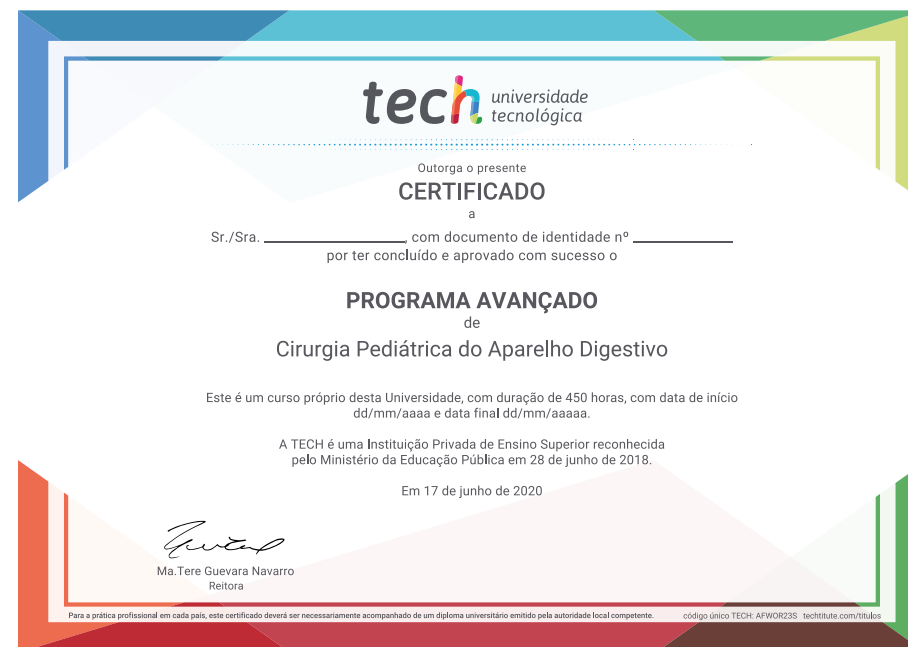 tech universidade
tecnológica
Outorga o presente
CERTIFICADO
a
Sr./Sra. ____________________, com documento de identidade nº ______________
por ter concluído e aprovado com sucesso o
PROGRAMA AVANÇADO
de
Cirurgia Pediátrica do Aparelho Digestivo
Este é um curso próprio desta Universidade, com duração de 450 horas, com data de início
dd/mm/aaaa e data final dd/mm/aaaaa.
A TECH é uma Instituição Privada de Ensino Superior reconhecida
pelo Ministério da Educação Pública em 28 de junho de 2018.
Em 17 de junho de 2020
Ma.Tere Guevara Navarro
Reitora
Para a prática profissional em cada país, este certificado deverá ser necessariamente acompanhado de um diploma universitário emitido pela autoridade local competente. código único TECH: AFWOR23S techtitute.com/titulos